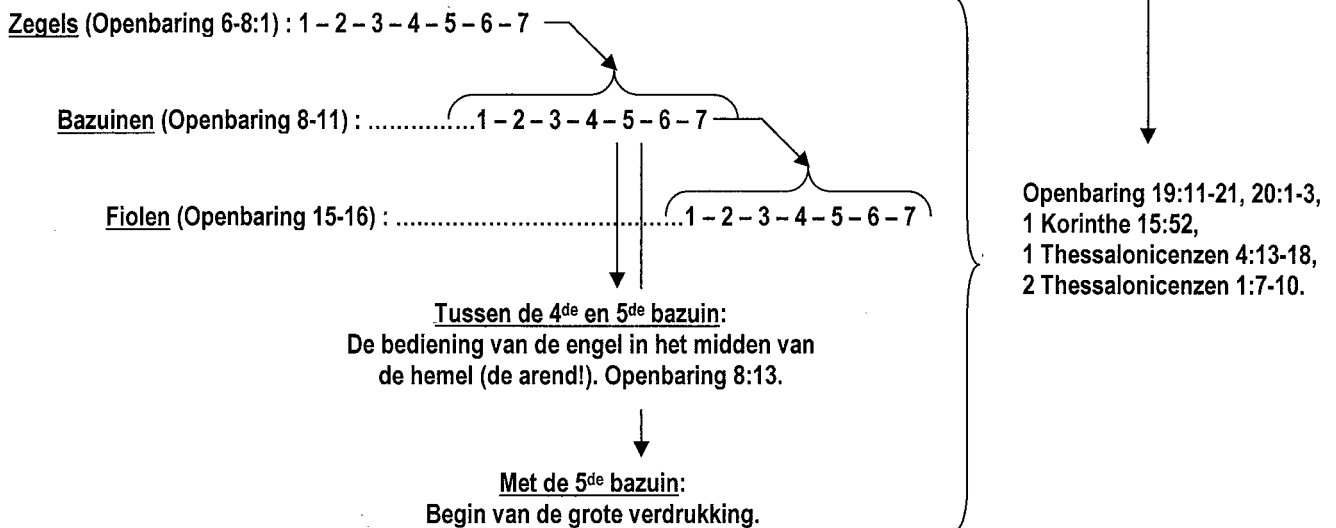 Zegels (Openbaring 6-8:1) : 1 – 2 – 3 – 4 – 5 – 6 – 7
Bazuinen (Openbaring 8-11) : ...............1 – 2 – 3 – 4 – 5 – 6 – 7
Fiolen (Openbaring 15-16) : ........................................1 – 2 – 3 – 4 – 5 – 6 – 7
Tussen de 4de en 5de bazuin:
De bediening van de engel in het midden van
de hemel (de arend!). Openbaring 8:13.
Met de 5de bazuin:
Begin van de grote verdrukking.
Openbaring 19:11-21, 20:1-3,
1 Korinthe 15:52,
1 Thessalonicenzen 4:13-18,
2 Thessalonicenzen 1:7-10.